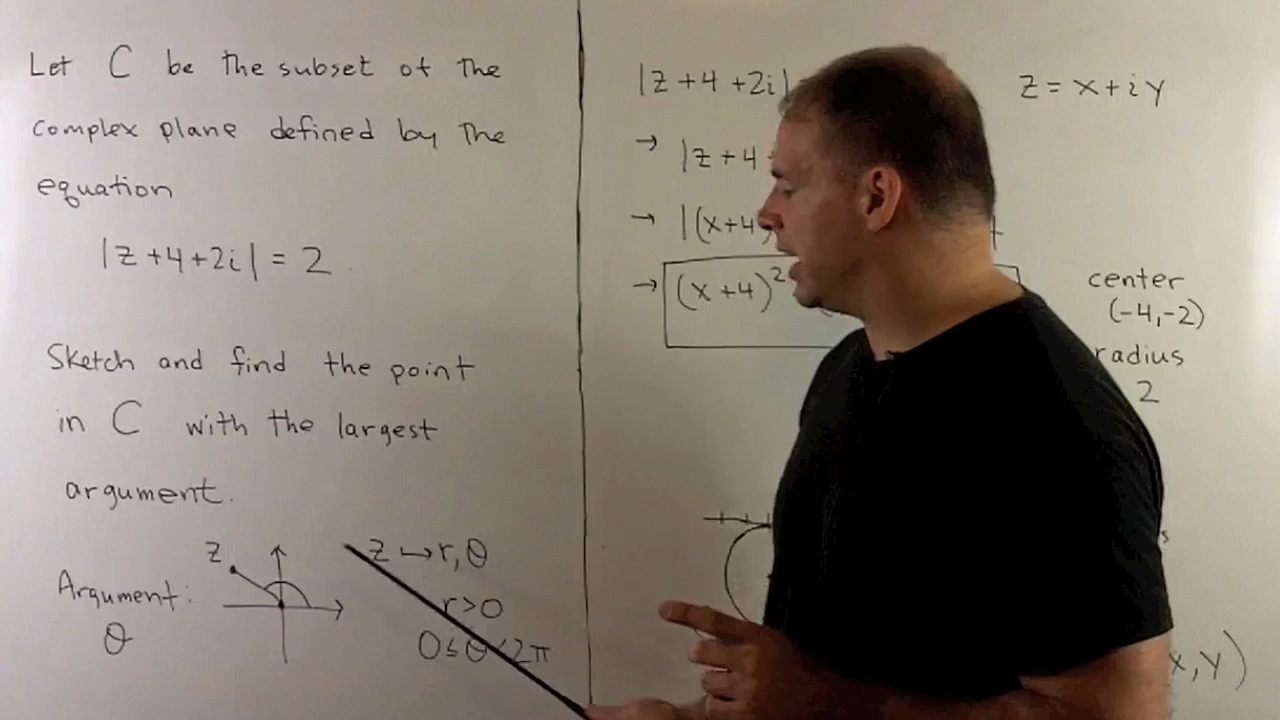 Let C be the subset of the
complex plane defined by the
equation
|z+4+2i| = 2.
Sketch and find the point
in C with the largest
argument.
Argument:
θ
z
z ↦ r, θ
r>0
0≤θ<2π
|z+4+2i|
z = x+iy
→ |z+4
→ |(x+4)
→ (x+4)²
center
(-4,-2)
radius
2
x,y)